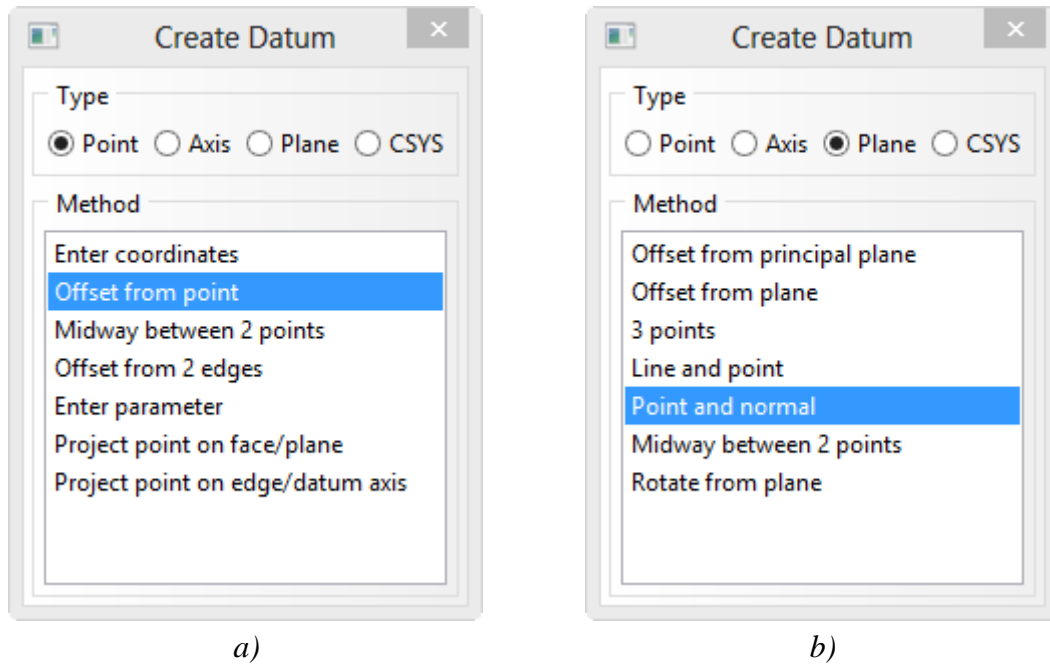 Create Datum
Type
Point Axis Plane CSYS
Method
Enter coordinates
Offset from point
Midway between 2 points
Offset from 2 edges
Enter parameter
Project point on face/plane
Project point on edge/datum axis
a)
Create Datum
Type
Point Axis Plane CSYS
Method
Offset from principal plane
Offset from plane
3 points
Line and point
Point and normal
Midway between 2 points
Rotate from plane
b)